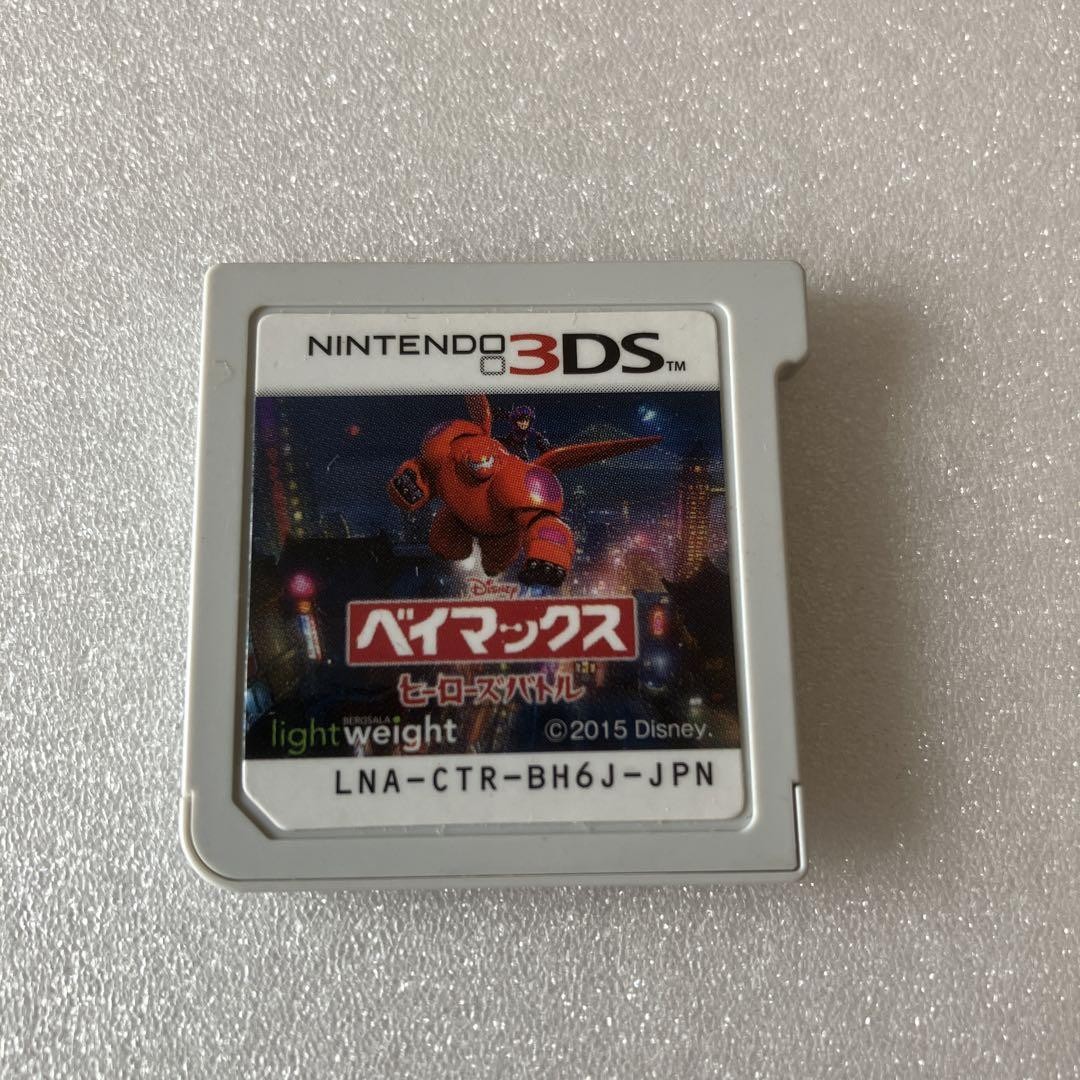 NINTENDO 3DS™
Disney
ベイマックス
ヒーローズバトル
BERGSALA
lightweight
©2015 Disney.
LNA-CTR-BH6J-JPN